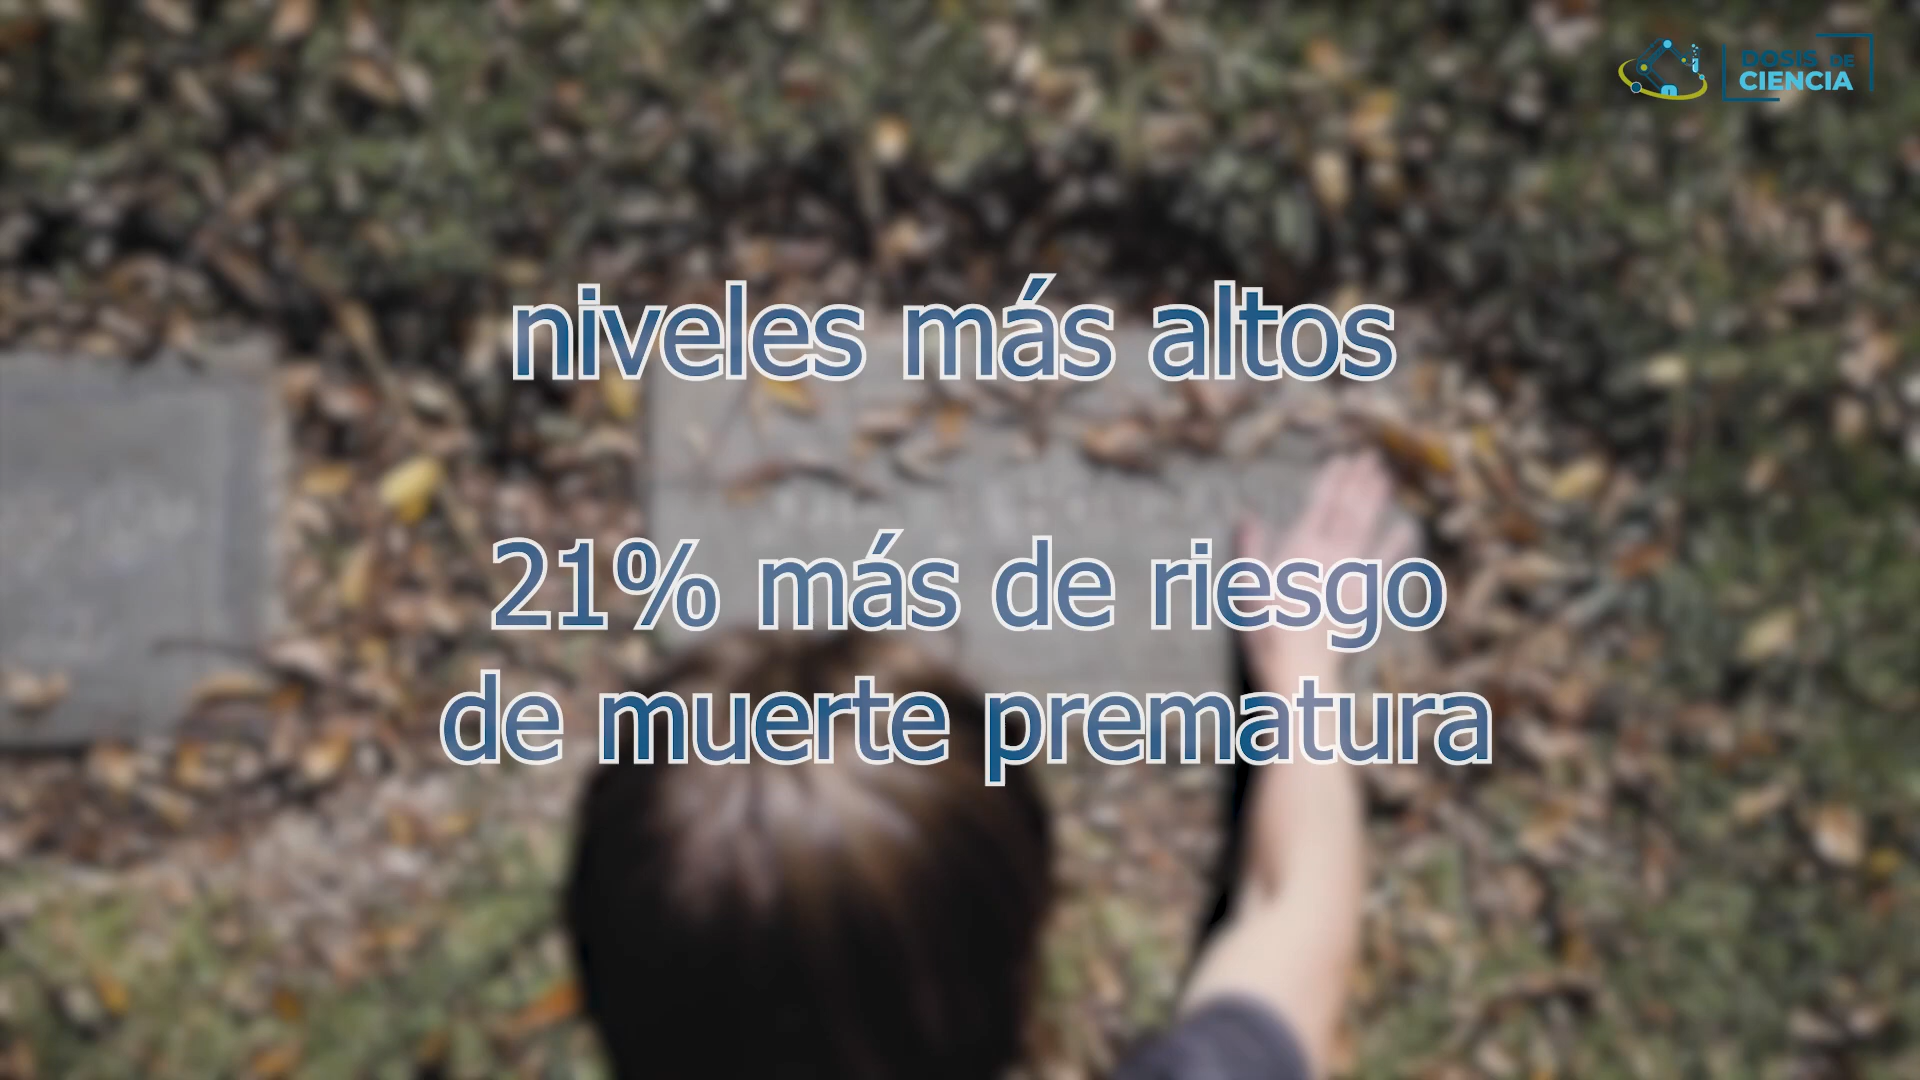 DOSIS DE
CIENCIA
niveles más altos
21% más de riesgo
de muerte prematura